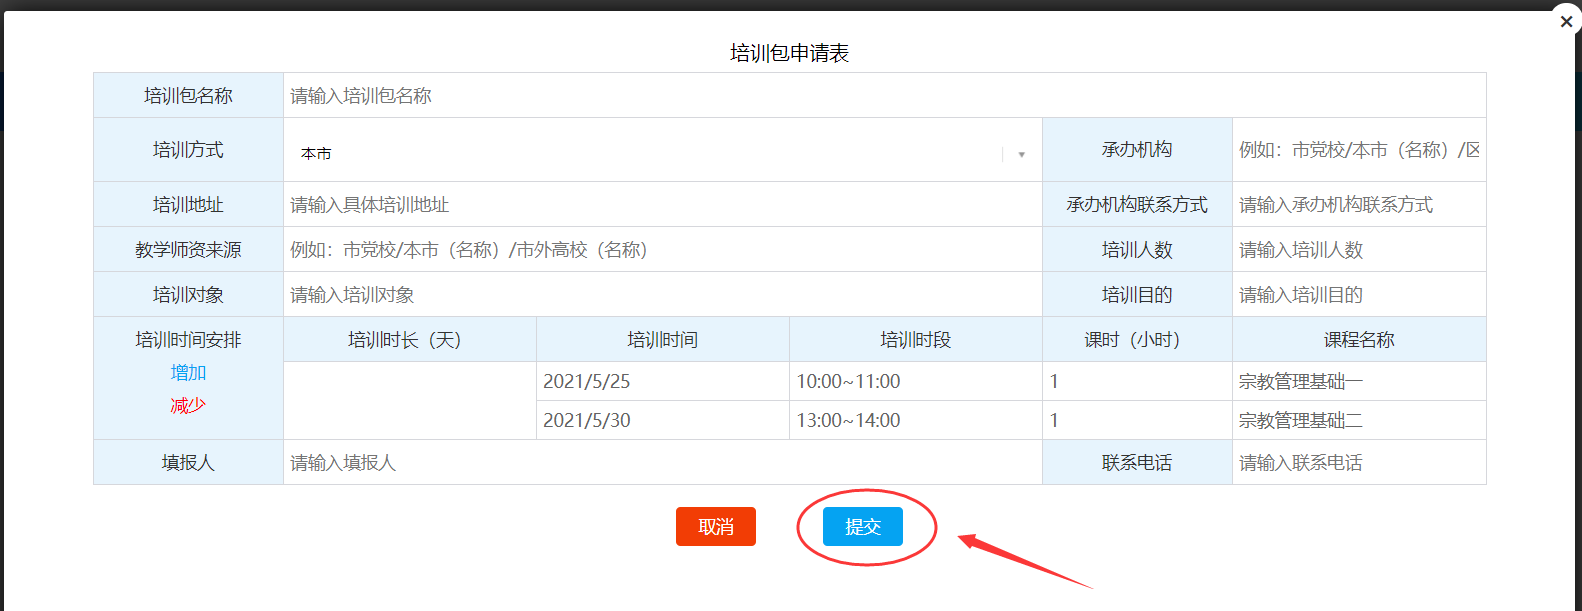 培训包申请表
培训包名称 请输入培训包名称
培训方式 本市 承办机构 例如：市党校/本市（名称）/区
培训地址 请输入具体培训地址 承办机构联系方式 请输入承办机构联系方式
教学师资来源 例如：市党校/本市（名称）/市外高校（名称） 培训人数 请输入培训人数
培训对象 请输入培训对象 培训目的 请输入培训目的
培训时间安排 培训时长（天） 培训时间 培训时段 课时（小时） 课程名称
增加 2021/5/25 10:00~11:00 1 宗教管理基础一
减少 2021/5/30 13:00~14:00 1 宗教管理基础二
填报人 请输入填报人 联系电话 请输入联系电话
取消 提交